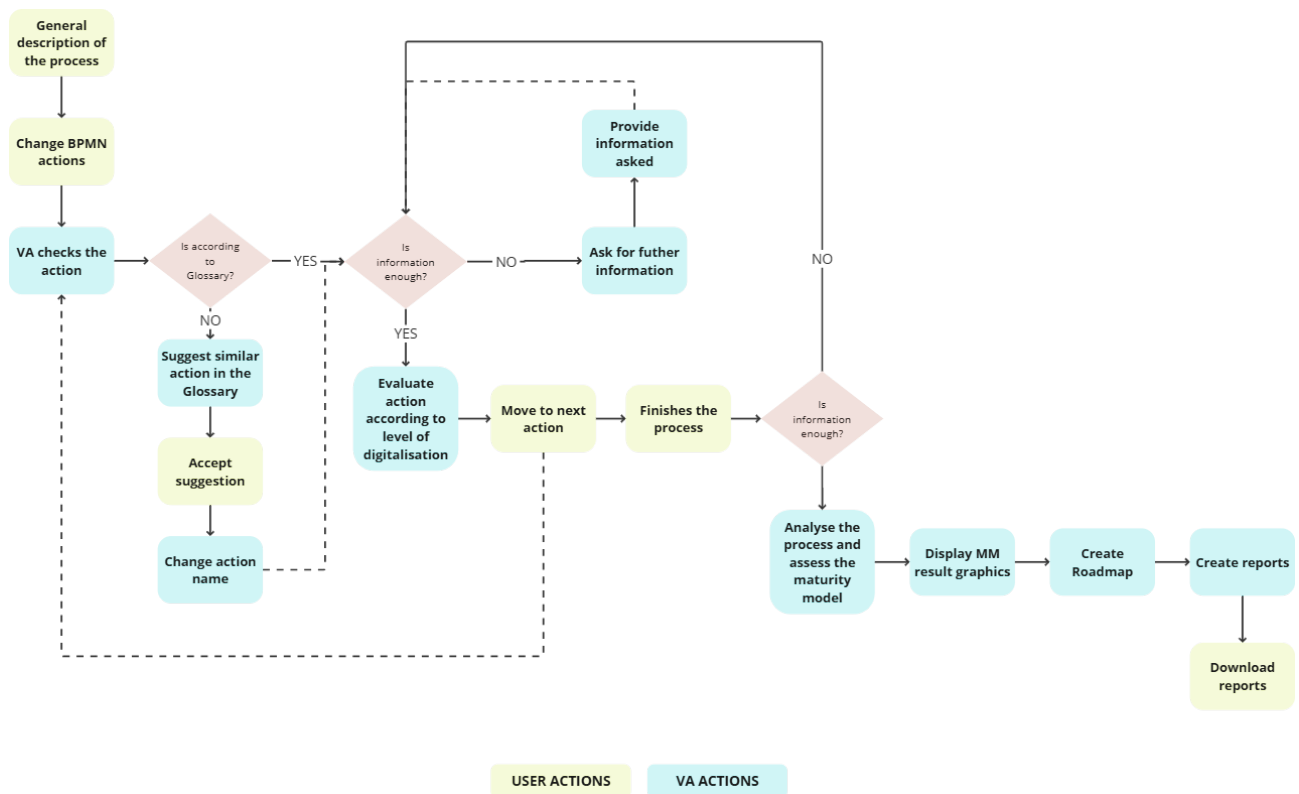 General
description of
the process
Change BPMN
actions
VA checks the
action
Is according
to
Glossary?
YES
NO
Suggest similar
action in the
Glossary
Accept
suggestion
Change action
name
Is
information
enough?
NO
YES
Ask for futher
information
Provide
information
asked
Evaluate
action
according to
level of
digitalisation
Move to next
action
Finishes the
process
Is
information
enough?
NO
Analyse the
process and
assess the
maturity
model
Display MM
result graphics
Create
Roadmap
Create reports
Download
reports
USER ACTIONS
VA ACTIONS